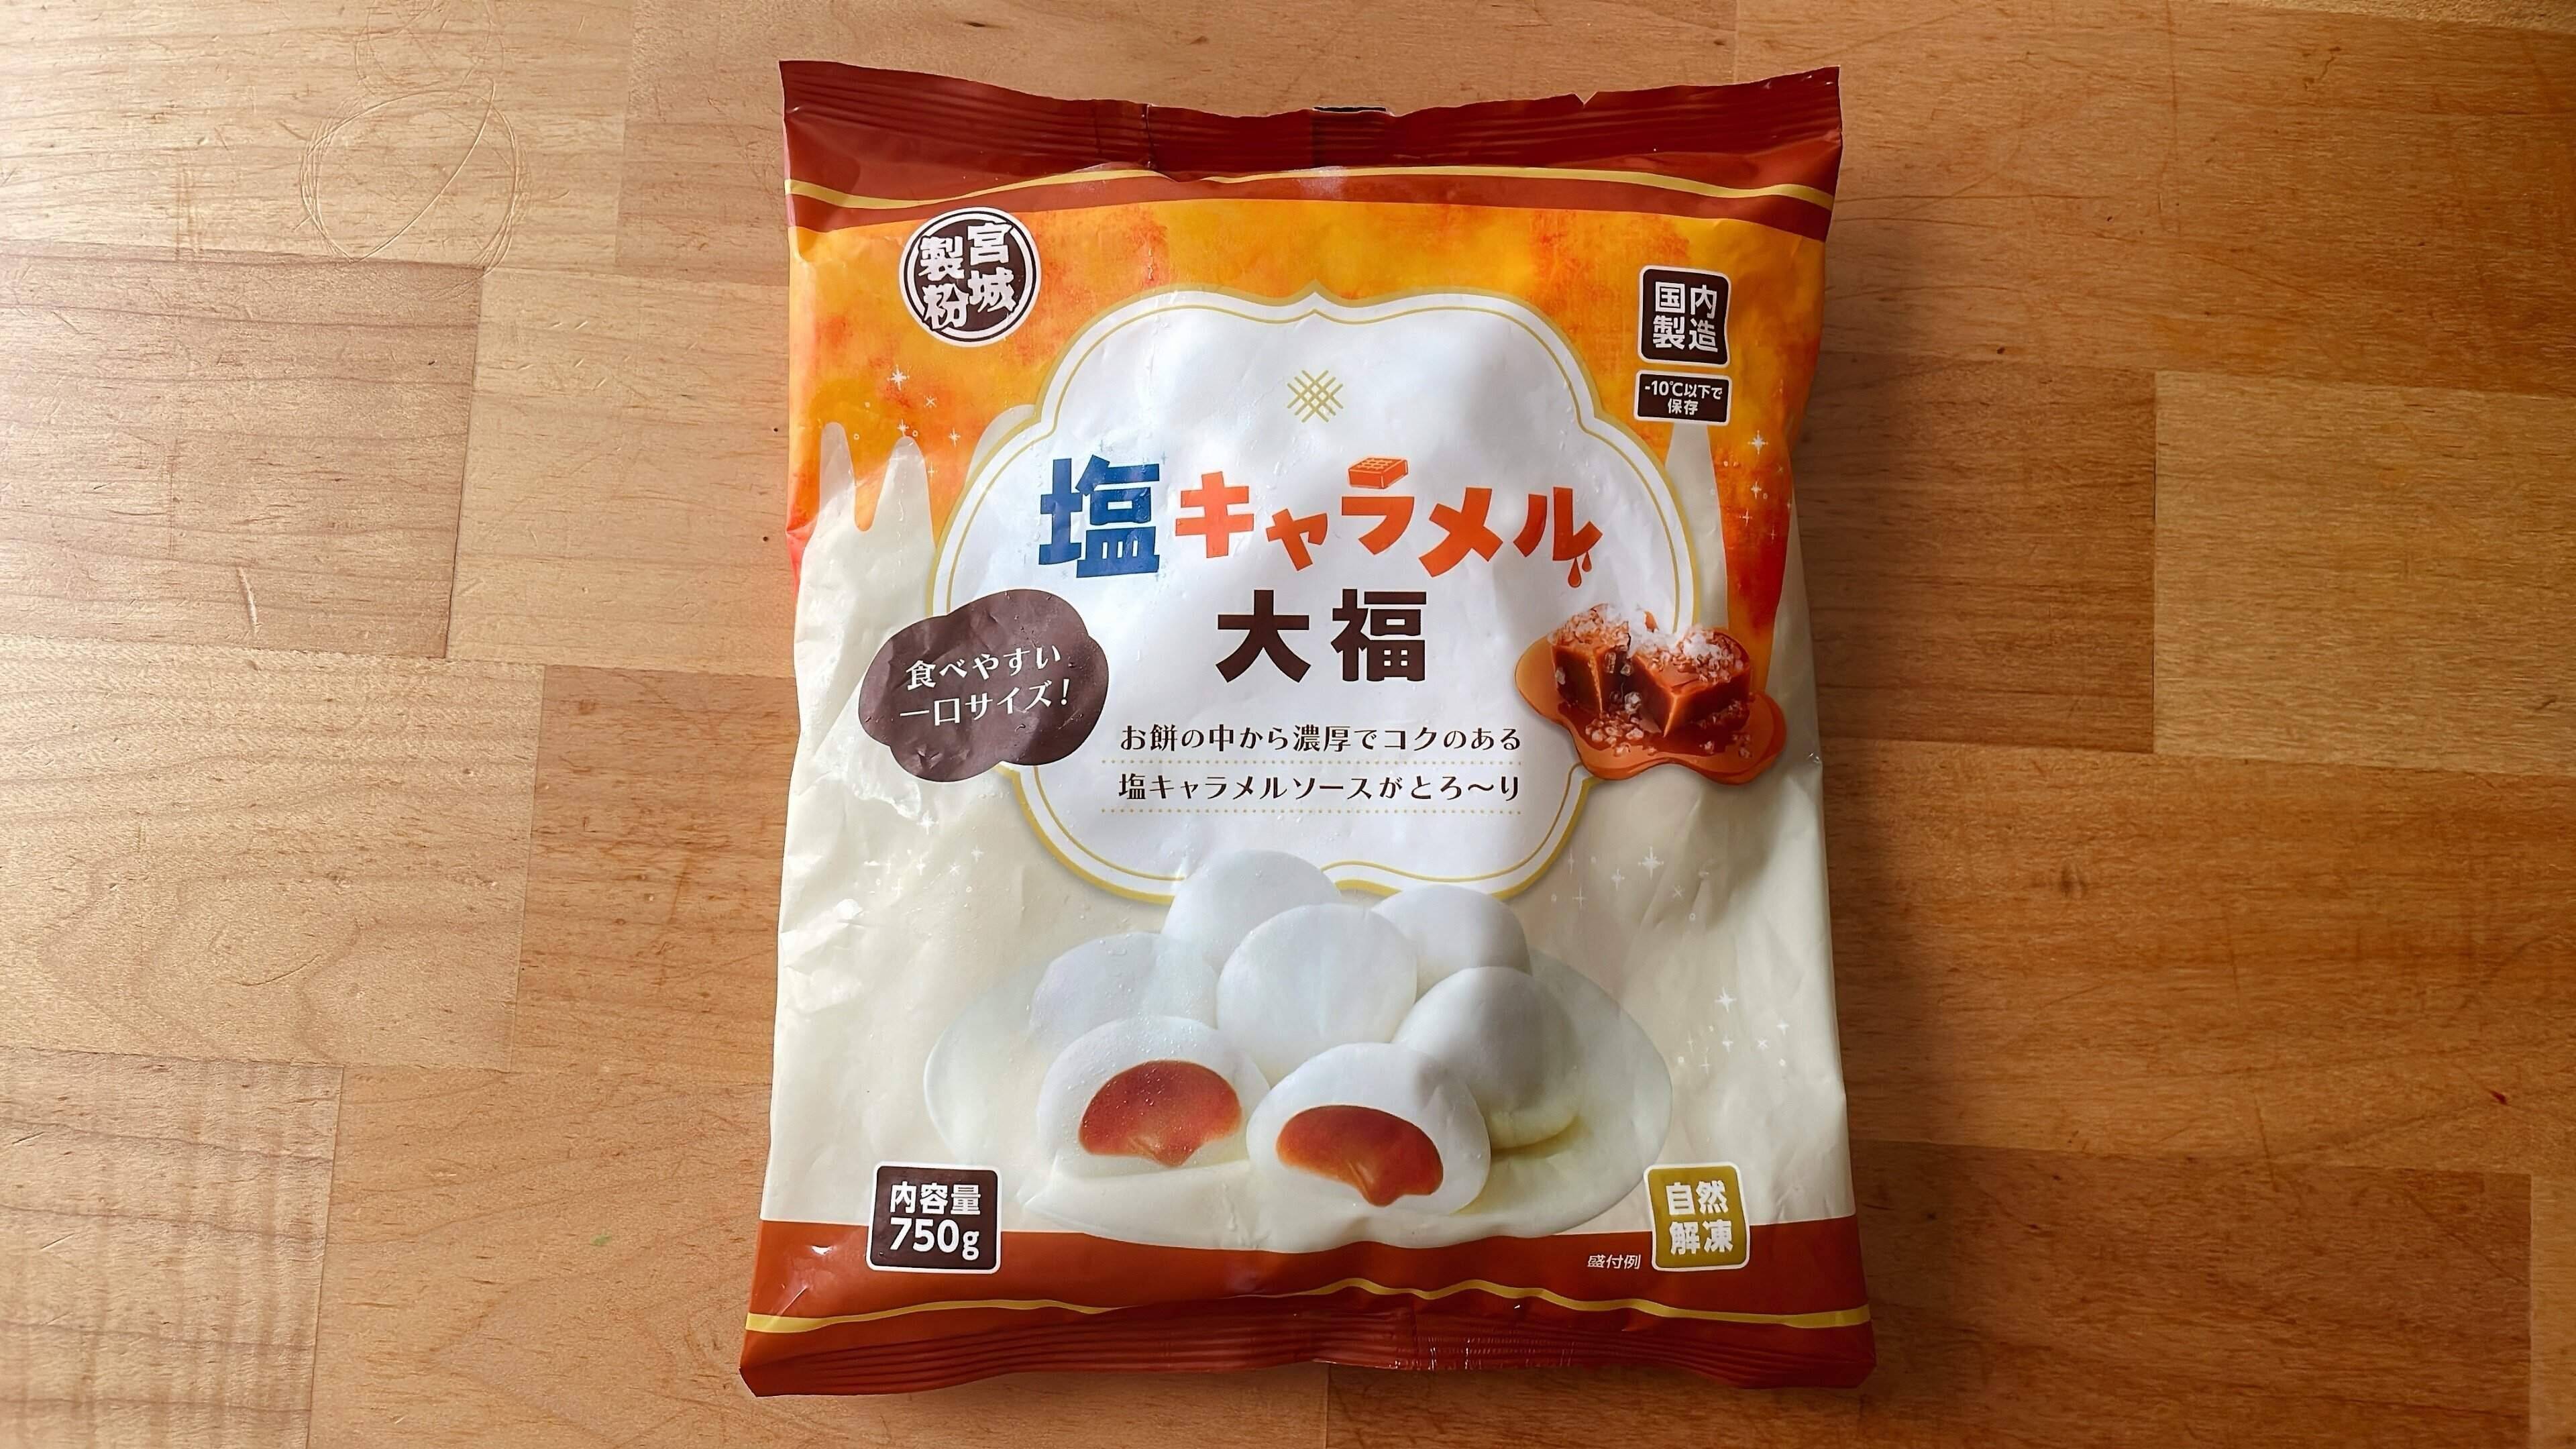 宮城
製粉
国内
製造
-10℃以下で
保存
塩キャラメル
大福
食べやすい
一口サイズ!
お餅の中から濃厚でコクのある
塩キャラメルソースがとろ〜り
内容量
750g
盛付例
自然
解凍